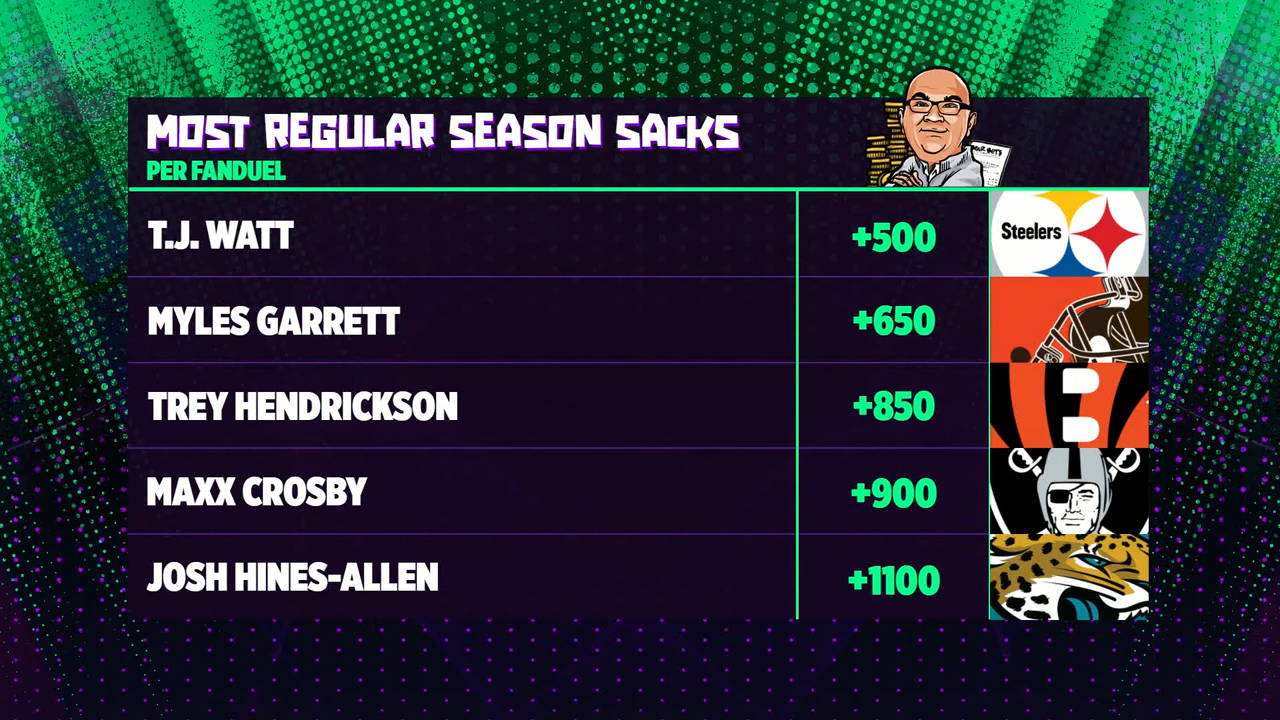 MOST REGULAR SEASON SACKS
PER FANDUEL
T.J. WATT +500 Steelers
MYLES GARRETT +650
TREY HENDRICKSON +850
MAXX CROSBY +900
JOSH HINES-ALLEN +1100